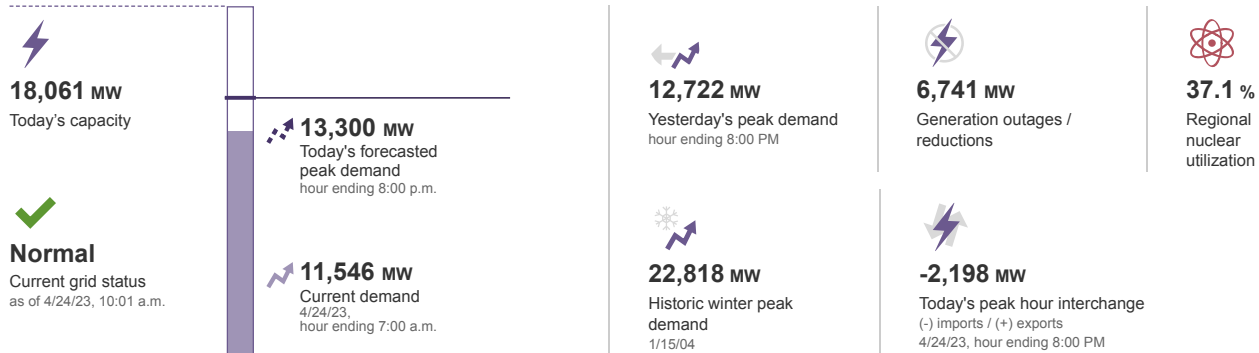 18,061 MW
Today's capacity
Normal
Current grid status
as of 4/24/23, 10:01 a.m.
13,300 MW
Today's forecasted
peak demand
hour ending 8:00 p.m.
11,546 MW
Current demand
4/24/23,
hour ending 7:00 a.m.
12,722 MW
Yesterday's peak demand
hour ending 8:00 PM
6,741 MW
Generation outages /
reductions
37.1 %
Regional
nuclear
utilization
22,818 MW
Historic winter peak
demand
1/15/04
-2,198 MW
Today's peak hour interchange
(-) imports / (+) exports
4/24/23, hour ending 8:00 PM